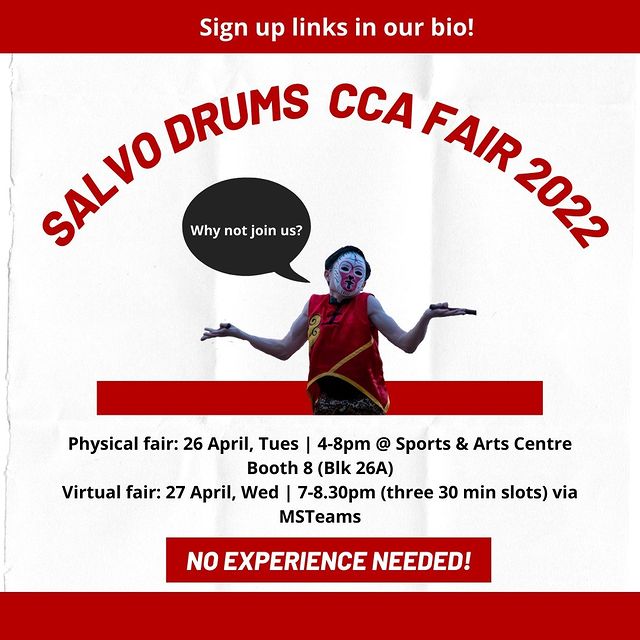 Sign up links in our bio!
SALVO DRUMS CCA FAIR 2022
Why not join us?
Physical fair: 26 April, Tues | 4-8pm @ Sports & Arts Centre
Booth 8 (Blk 26A)
Virtual fair: 27 April, Wed | 7-8.30pm (three 30 min slots) via
MSTeams
NO EXPERIENCE NEEDED!